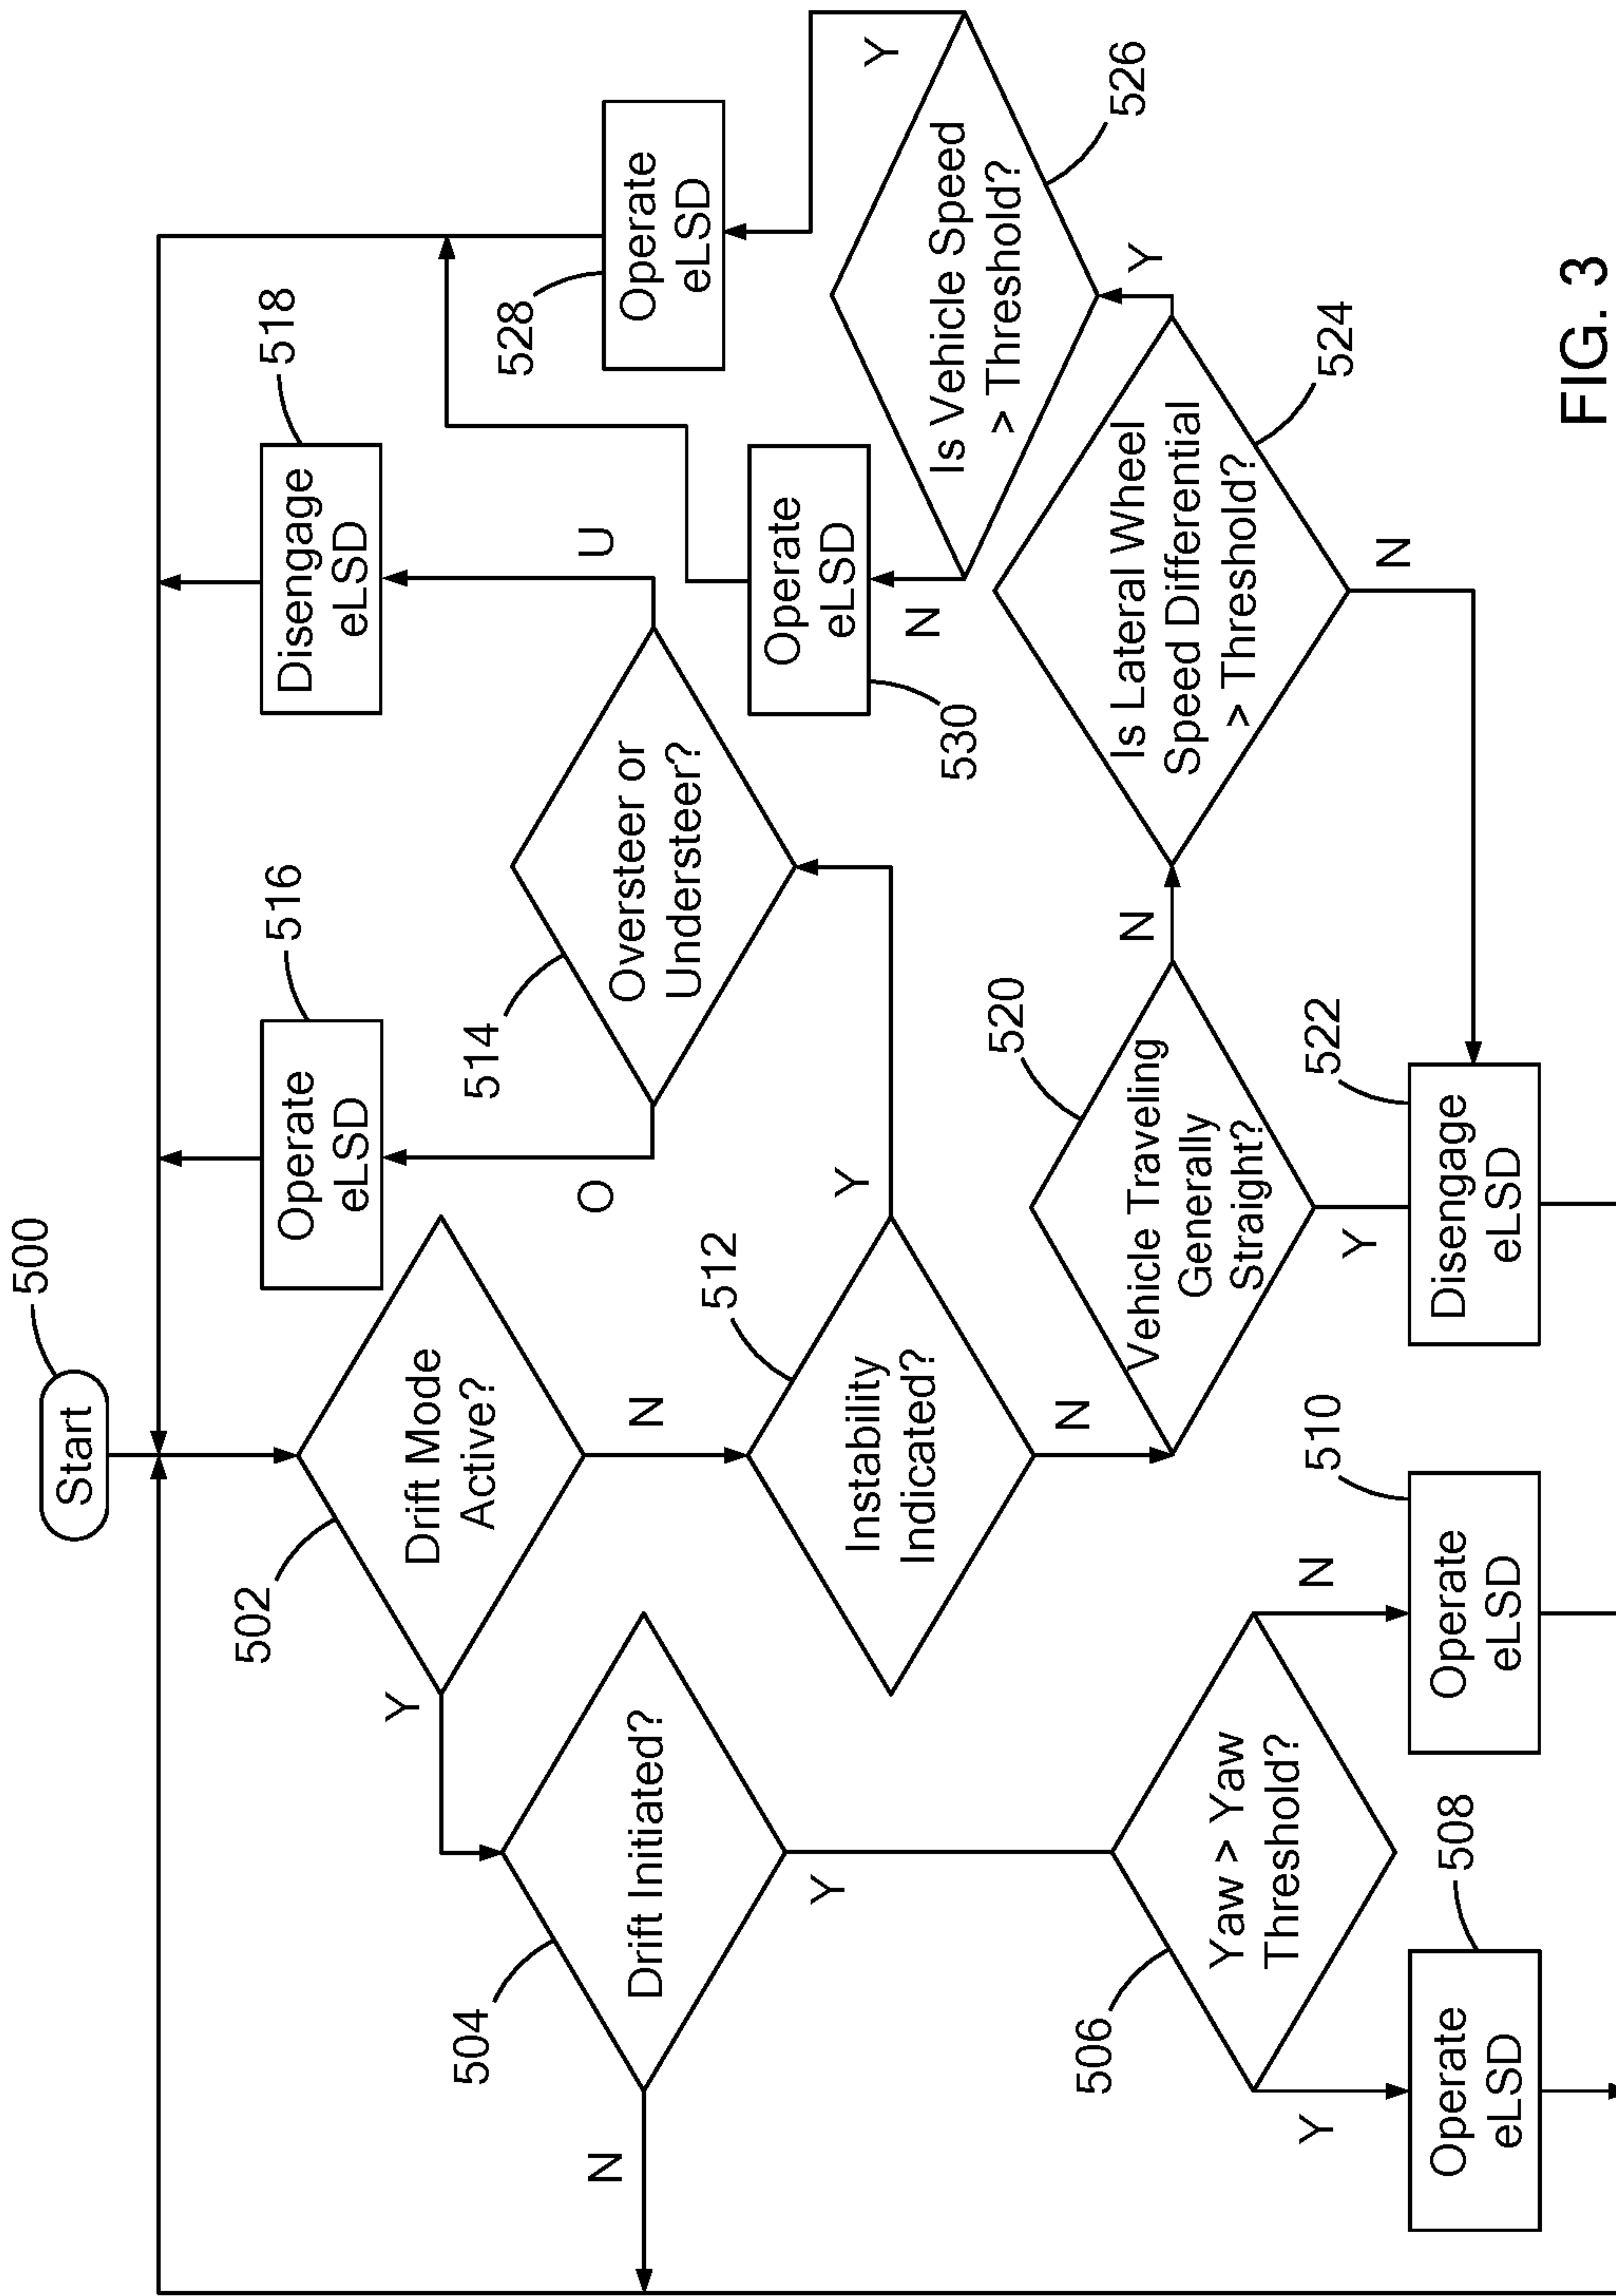 500
Start
502
Drift Mode
Active?
Y
N
504
Drift Initiated?
N
Y
506
Yaw > Yaw
Threshold?
Y
N
508
Operate
eLSD
510
Operate
eLSD
512
Instability
Indicated?
Y
N
514
Oversteer or
Understeer?
O
U
516
Operate
eLSD
518
Disengage
eLSD
520
Vehicle Traveling
Generally
Straight?
Y
N
522
Disengage
eLSD
524
Is Lateral Wheel
Speed Differential
> Threshold?
N
Y
526
Is Vehicle Speed
> Threshold?
N
Y
528
Operate
eLSD
530
Operate
eLSD
FIG. 3